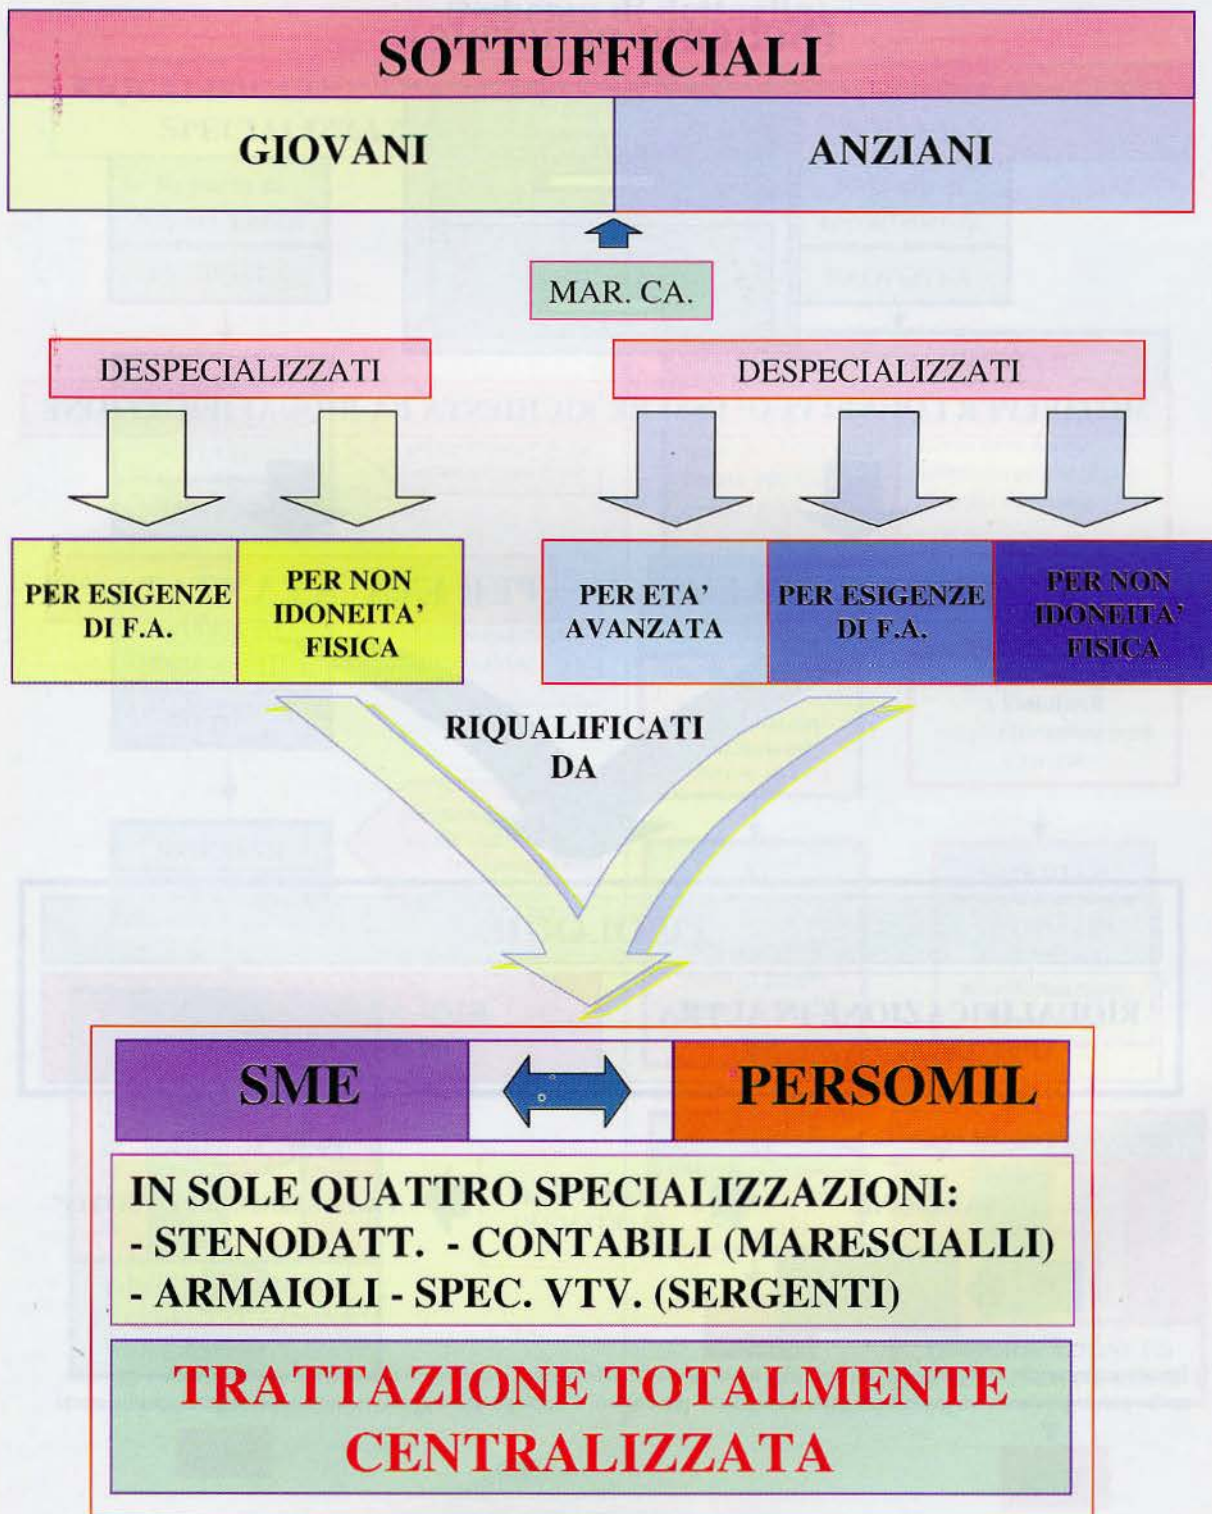 SOTTUFFICIALI
GIOVANI
ANZIANI
MAR. CA.
DESPECIALIZZATI
DESPECIALIZZATI
PER ESIGENZE
DI F.A.
PER NON
IDONEITA'
FISICA
PER ETA'
AVANZATA
PER ESIGENZE
DI F.A.
PER NON
IDONEITA'
FISICA
RIQUALIFICATI
DA
SME
PERSOMIL
IN SOLE QUATTRO SPECIALIZZAZIONI:
- STENODATT. - CONTABILI (MARESCIALLI)
- ARMAIOLI - SPEC. VTV. (SERGENTI)
TRATTAZIONE TOTALMENTE
CENTRALIZZATA